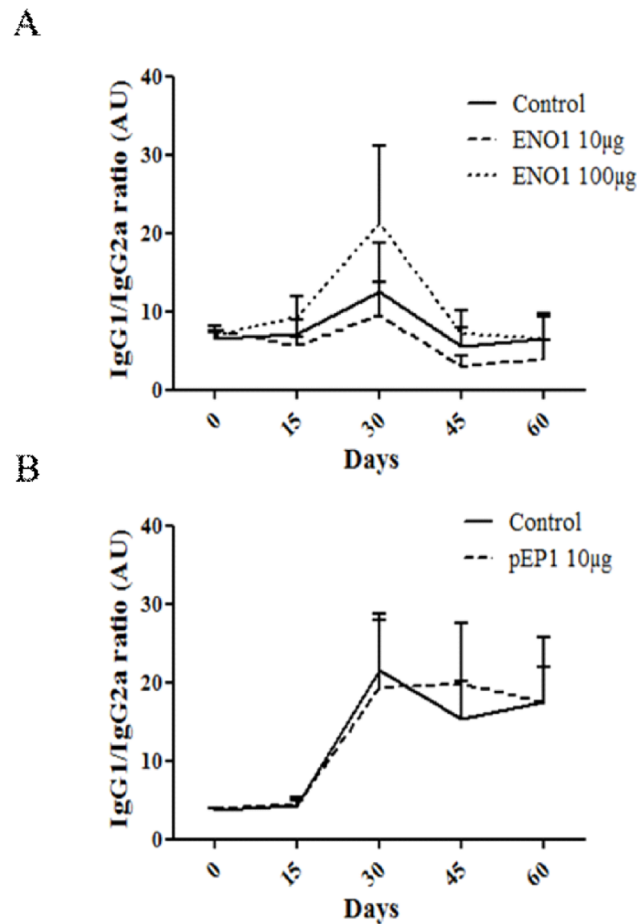 A
IgG1/IgG2a ratio (AU)
40
30
20
10
0
Control
ENO1 10µg
ENO1 100µg
0 15 30 45 60
Days
B
IgG1/IgG2a ratio (AU)
40
30
20
10
0
Control
pEP1 10µg
0 15 30 45 60
Days